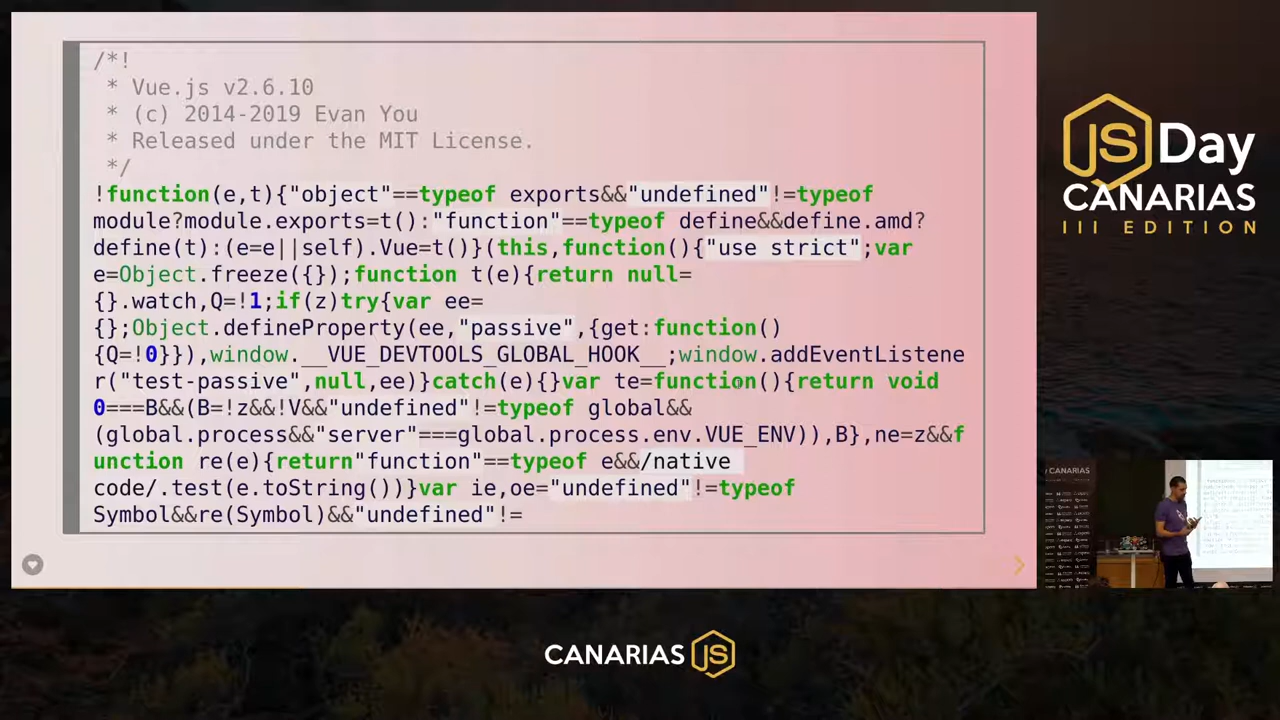 /*!
* Vue.js v2.6.10
* (c) 2014-2019 Evan You
* Released under the MIT License.
*/
!function(e,t){"object"==typeof exports&&"undefined"!=typeof
module?module.exports=t():"function"==typeof define&&define.amd?
define(t):(e=e||self).Vue=t()}(this,function(){"use strict";var
e=Object.freeze({});function t(e){return null=
{}.watch,Q=!1;if(z)try{var ee=
{};Object.defineProperty(ee,"passive",{get:function()
{Q=!0}}),window.__VUE_DEVTOOLS_GLOBAL_HOOK__;window.addEventListene
r("test-passive",null,ee)}catch(e){}var te=function(){return void
0===B&&(B=!z&&!V&&"undefined"!=typeof global&&
(global.process&&"server"===global.process.env.VUE_ENV)),B},ne=z&&f
unction re(e){return"function"==typeof e&&/native
code/.test(e.toString())}var ie,oe="undefined"!=typeof
Symbol&&re(Symbol)&&"undefined"!=
JS Day
CANARIAS
III EDITION
CANARIAS
CANARIAS JS